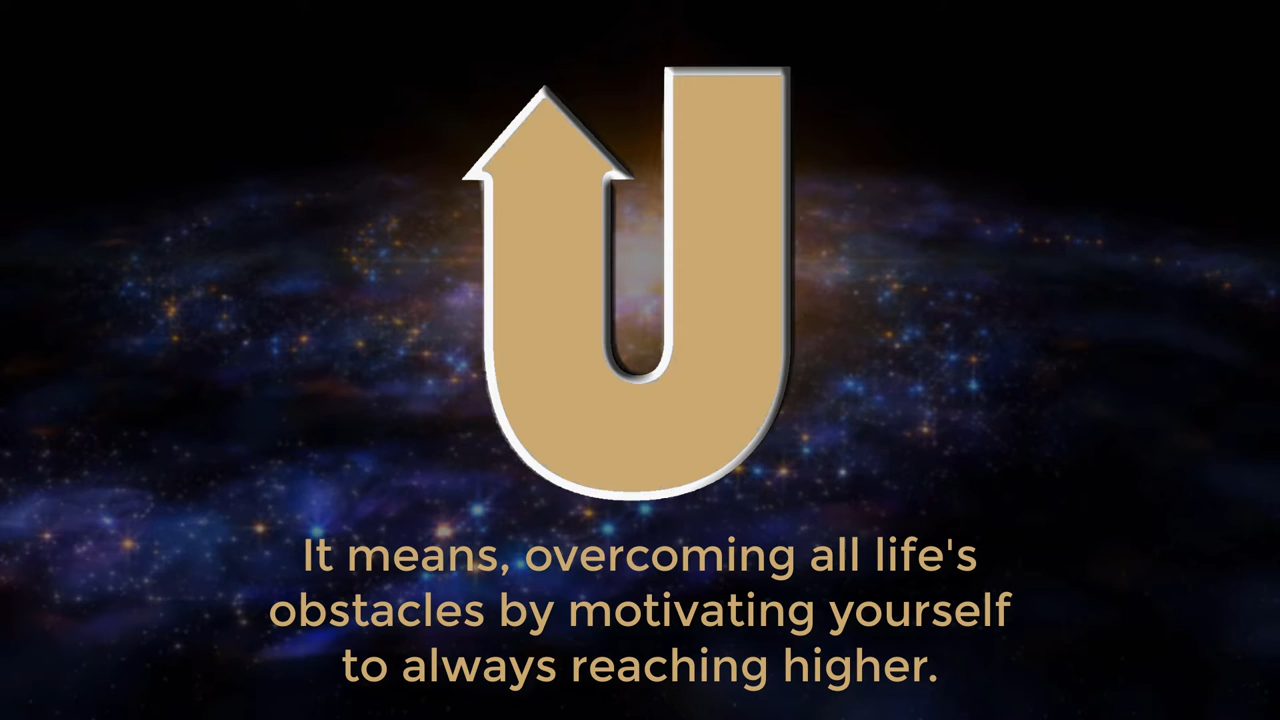 U
It means, overcoming all life's
obstacles by motivating yourself
to always reaching higher.